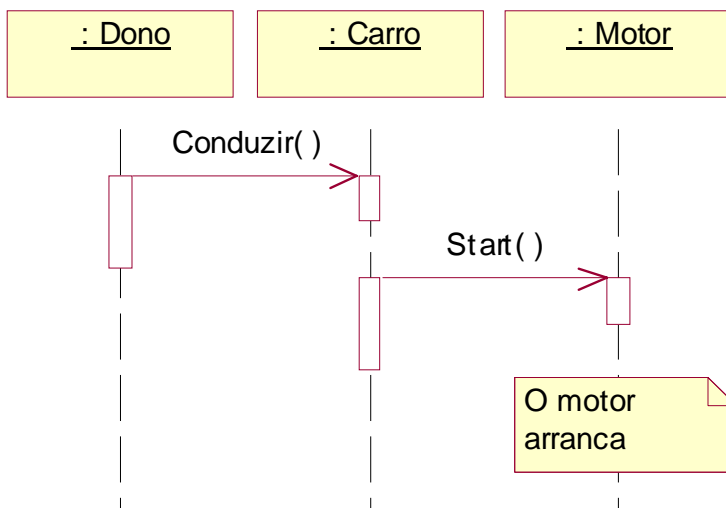 : Dono
: Carro
: Motor
Conduzir( )
Start( )
O motor
arranca